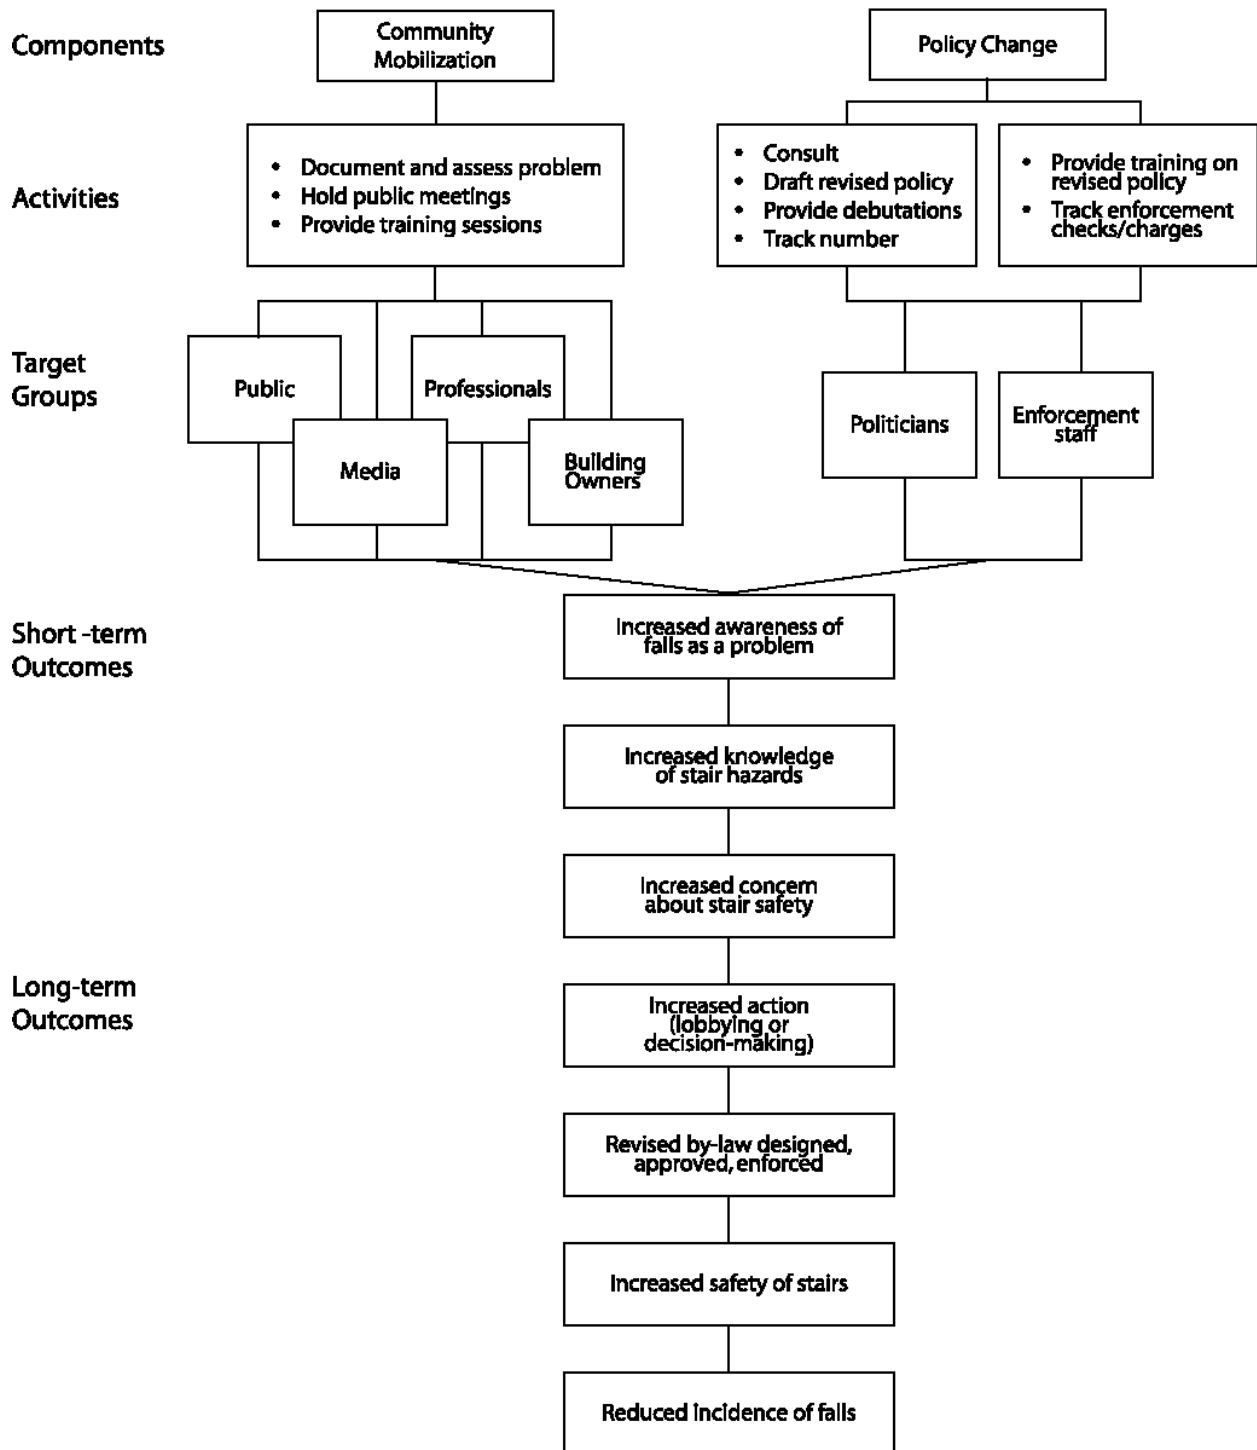 Components
Community
Mobilization
Policy Change
Activities
• Document and assess problem
• Hold public meetings
• Provide training sessions
• Consult
• Draft revised policy
• Provide debutations
• Track number
• Provide training on
revised policy
• Track enforcement
checks/charges
Target
Groups
Public
Media
Professionals
Building
Owners
Politicians
Enforcement
staff
Short -term
Outcomes
Increased awareness of
falls as a problem
Increased knowledge
of stair hazards
Increased concern
about stair safety
Long-term
Outcomes
Increased action
(lobbying or
decision-making)
Revised by-law designed,
approved, enforced
Increased safety of stairs
Reduced incidence of falls